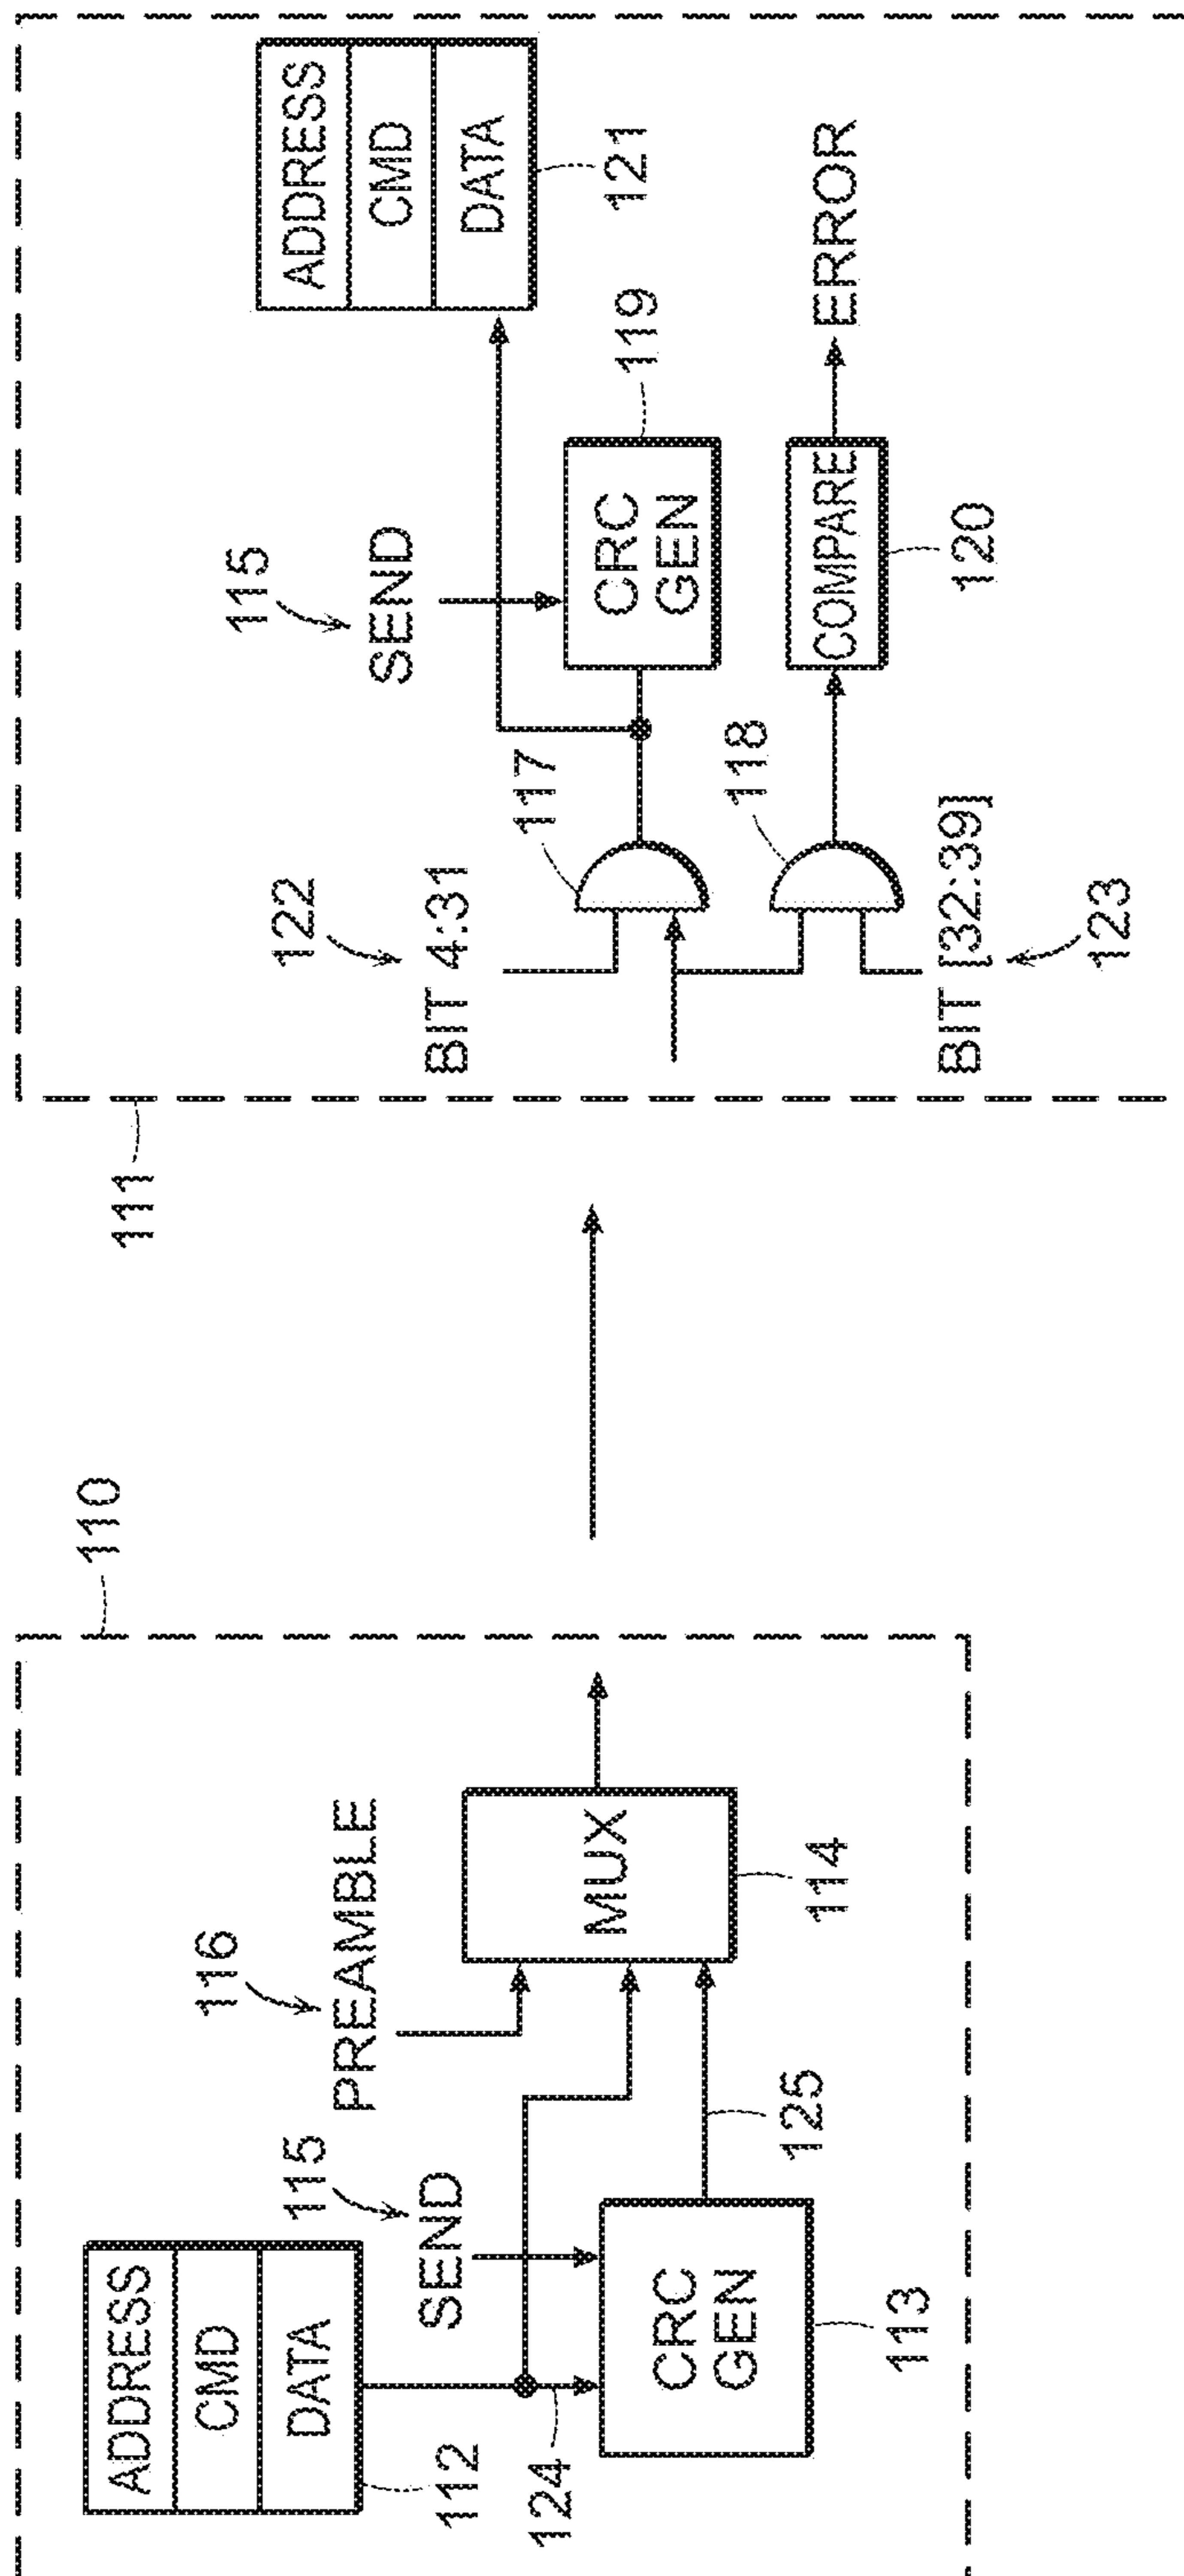 110
ADDRESS
CMD
DATA
112
124
115
SEND
116
PREAMBLE
CRC
GEN
113
125
MUX
114
111
122
BIT 4:31
117
115
SEND
ADDRESS
CMD
DATA
121
CRC
GEN
119
118
BIT [32:39]
123
COMPARE
120
ERROR